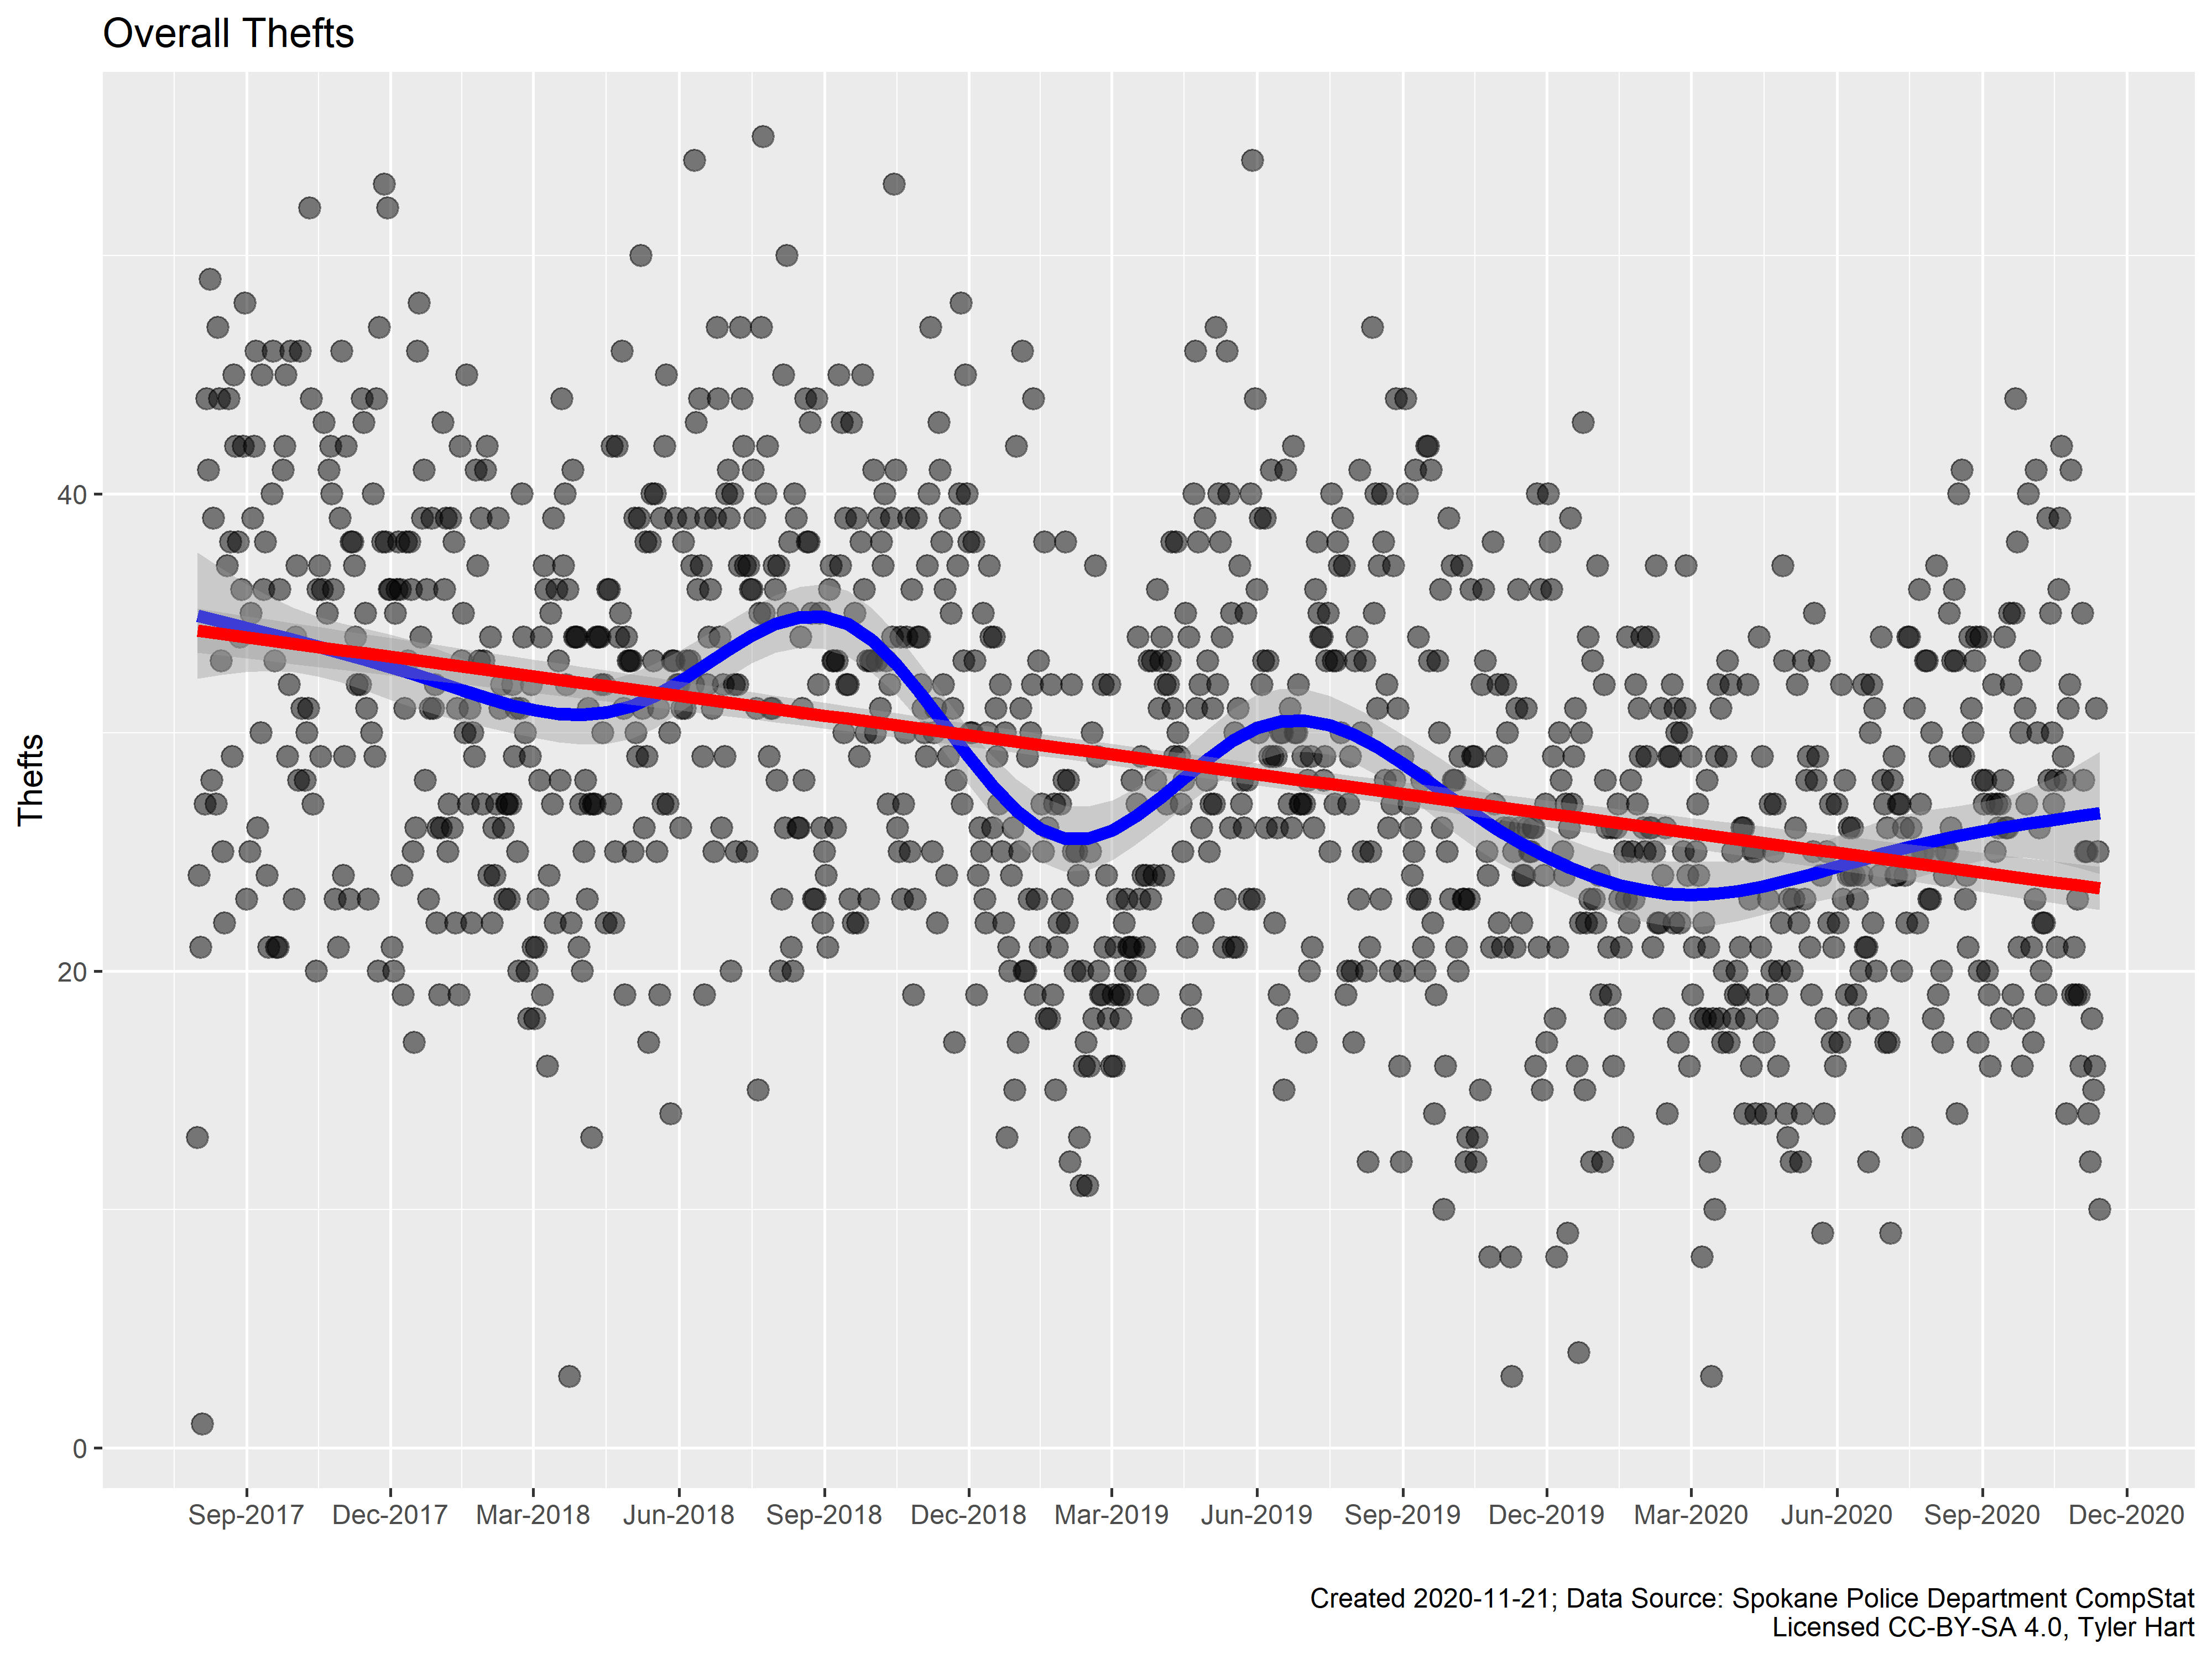 Overall Thefts
Thefts
40
20
0
Sep-2017 Dec-2017 Mar-2018 Jun-2018 Sep-2018 Dec-2018 Mar-2019 Jun-2019 Sep-2019 Dec-2019 Mar-2020 Jun-2020 Sep-2020 Dec-2020
Created 2020-11-21; Data Source: Spokane Police Department CompStat
Licensed CC-BY-SA 4.0, Tyler Hart